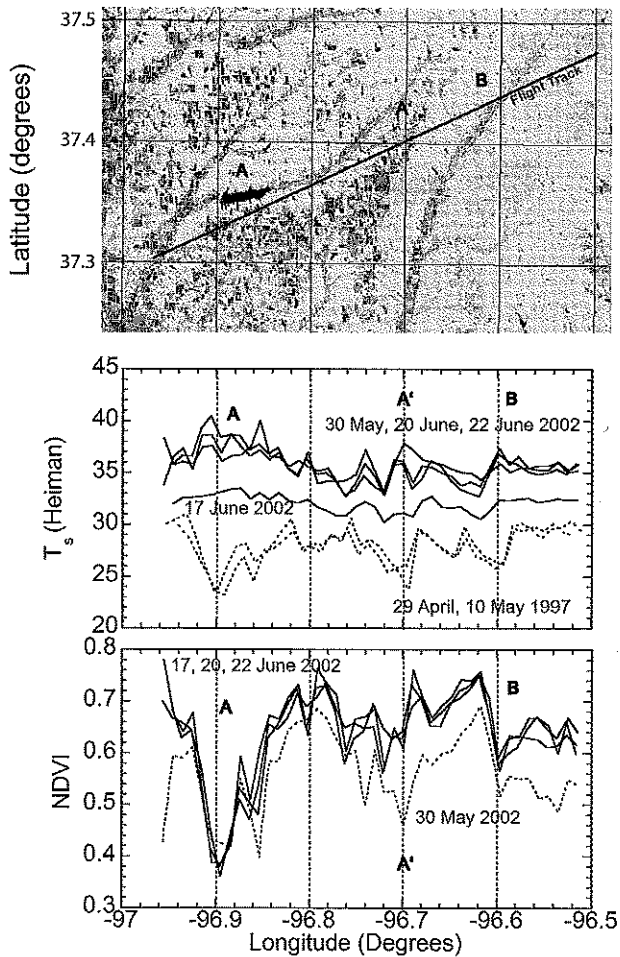 Latitude (degrees)
37.5
37.4
37.3
A
A'
B
Flight Track
T_s (Heiman)
45
40
35
30
25
20
A
A'
B
30 May, 20 June, 22 June 2002
17 June 2002
29 April, 10 May 1997
NDVI
0.8
0.7
0.6
0.5
0.4
0.3
17, 20, 22 June 2002
A
B
30 May 2002
A'
-97 -96.9 -96.8 -96.7 -96.6 -96.5
Longitude (Degrees)